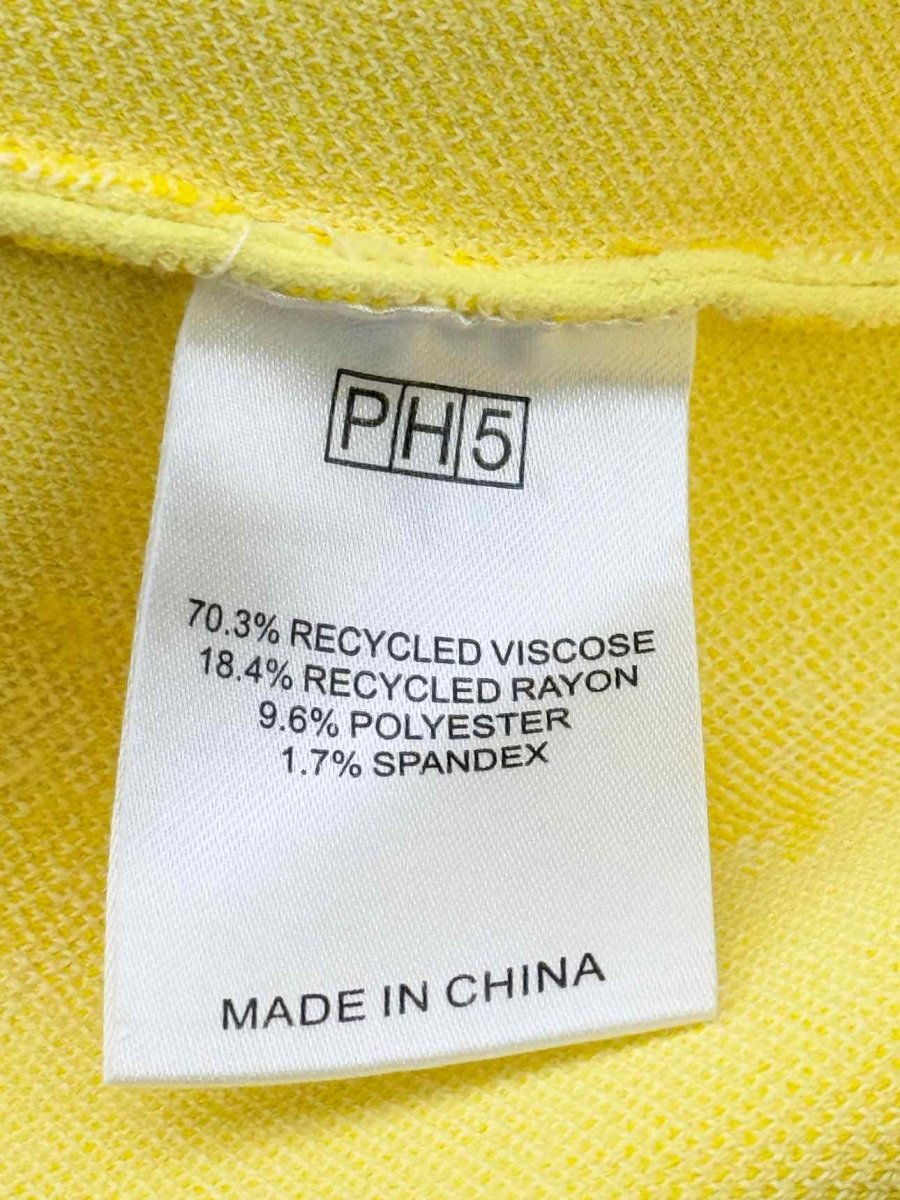 PH5
70.3% RECYCLED VISCOSE
18.4% RECYCLED RAYON
9.6% POLYESTER
1.7% SPANDEX
MADE IN CHINA